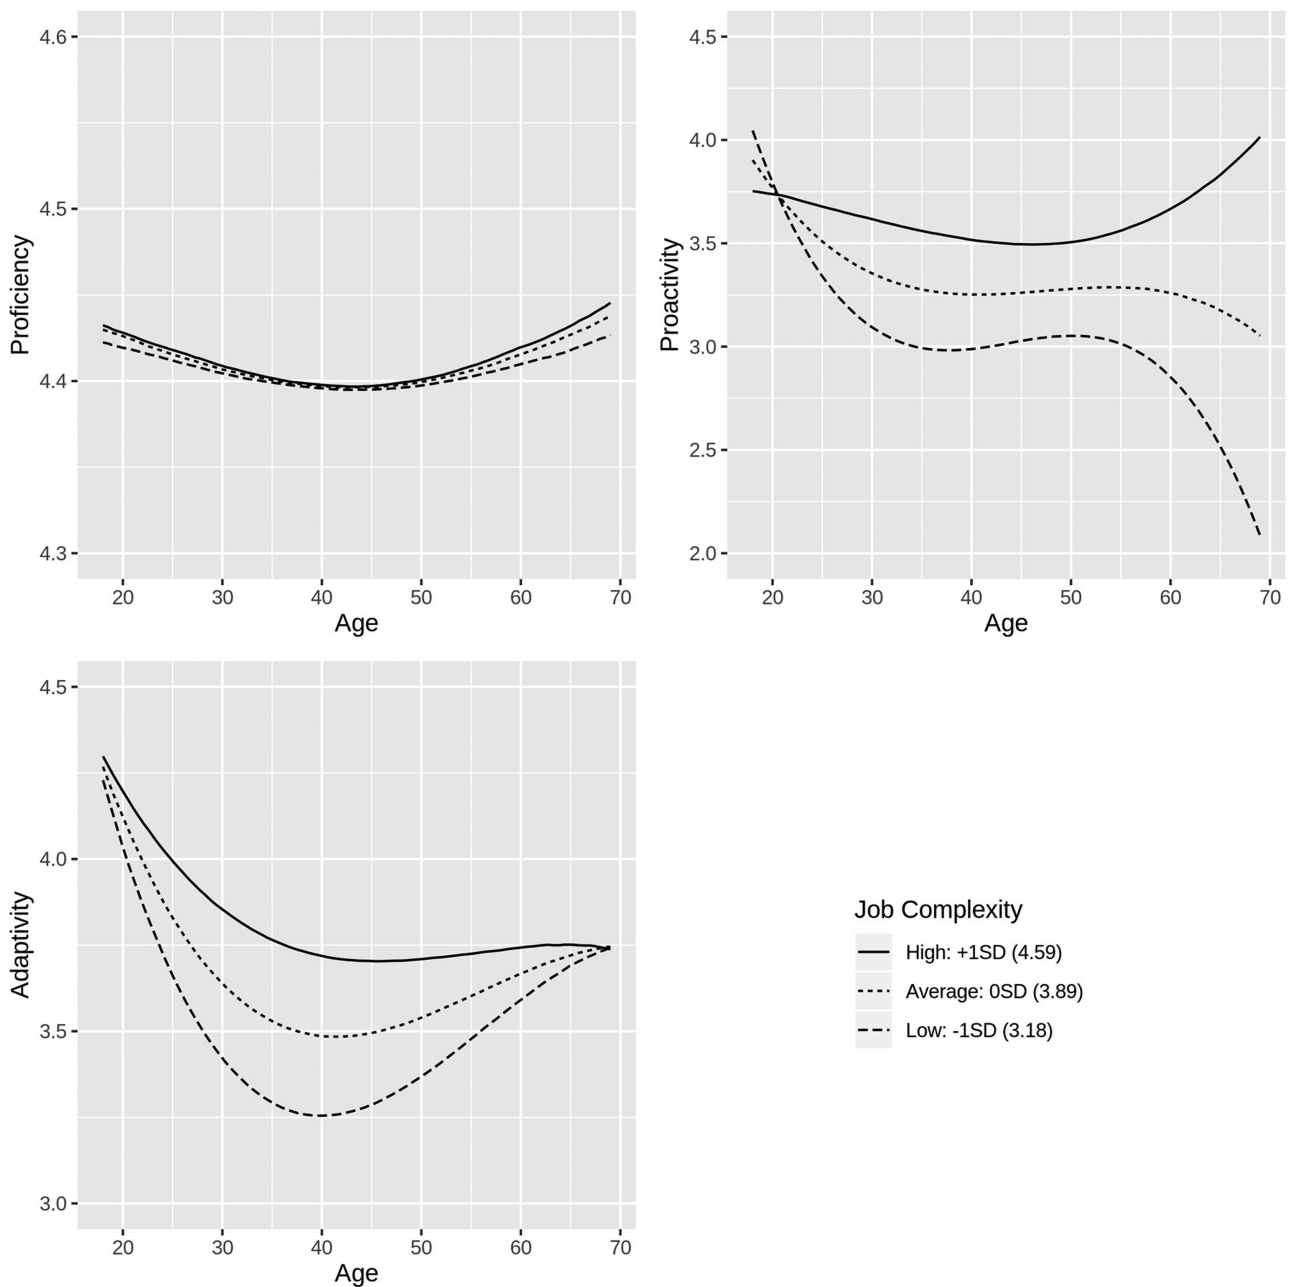 4.6
4.5
4.4
4.3
Proficiency
20 30 40 50 60 70
Age
4.5
4.0
3.5
3.0
2.5
2.0
Proactivity
20 30 40 50 60 70
Age
4.5
4.0
3.5
3.0
Adaptivity
20 30 40 50 60 70
Age
Job Complexity
High: +1SD (4.59)
Average: 0SD (3.89)
Low: -1SD (3.18)